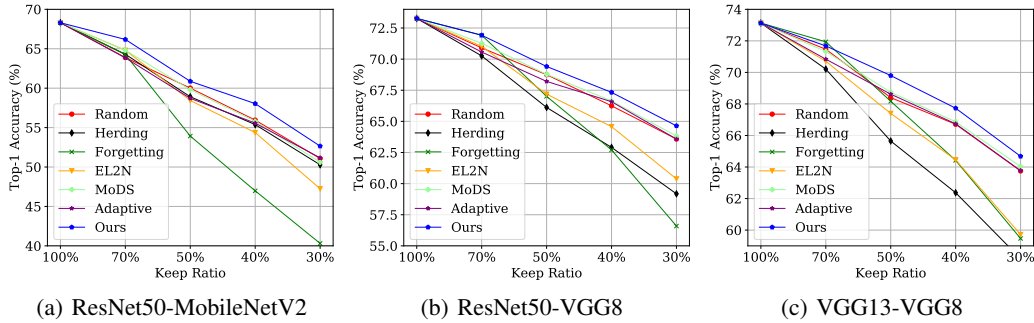 70
65
60
55
50
45
40
Top-1 Accuracy (%)
Random
Herding
Forgetting
EL2N
MoDS
Adaptive
Ours
100% 70% 50% 40% 30%
Keep Ratio
(a) ResNet50-MobileNetV2
72.5
70.0
67.5
65.0
62.5
60.0
57.5
55.0
Top-1 Accuracy (%)
Random
Herding
Forgetting
EL2N
MoDS
Adaptive
Ours
100% 70% 50% 40% 30%
Keep Ratio
(b) ResNet50-VGG8
74
72
70
68
66
64
62
60
Top-1 Accuracy (%)
Random
Herding
Forgetting
EL2N
MoDS
Adaptive
Ours
100% 70% 50% 40% 30%
Keep Ratio
(c) VGG13-VGG8